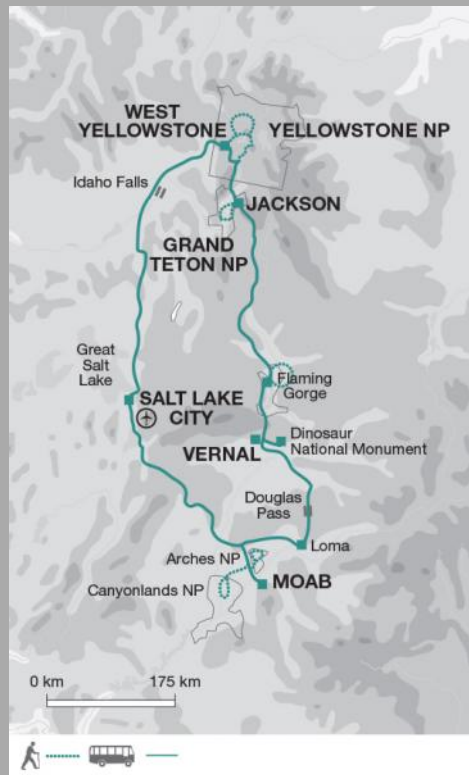 WEST
YELLOWSTONE
YELLOWSTONE NP
Idaho Falls
JACKSON
GRAND
TETON NP
Great
Salt
Lake
Flaming
Gorge
SALT LAKE
CITY
Dinosaur
National Monument
VERNAL
Douglas
Pass
Loma
Arches NP
Canyonlands NP
MOAB
0 km
175 km